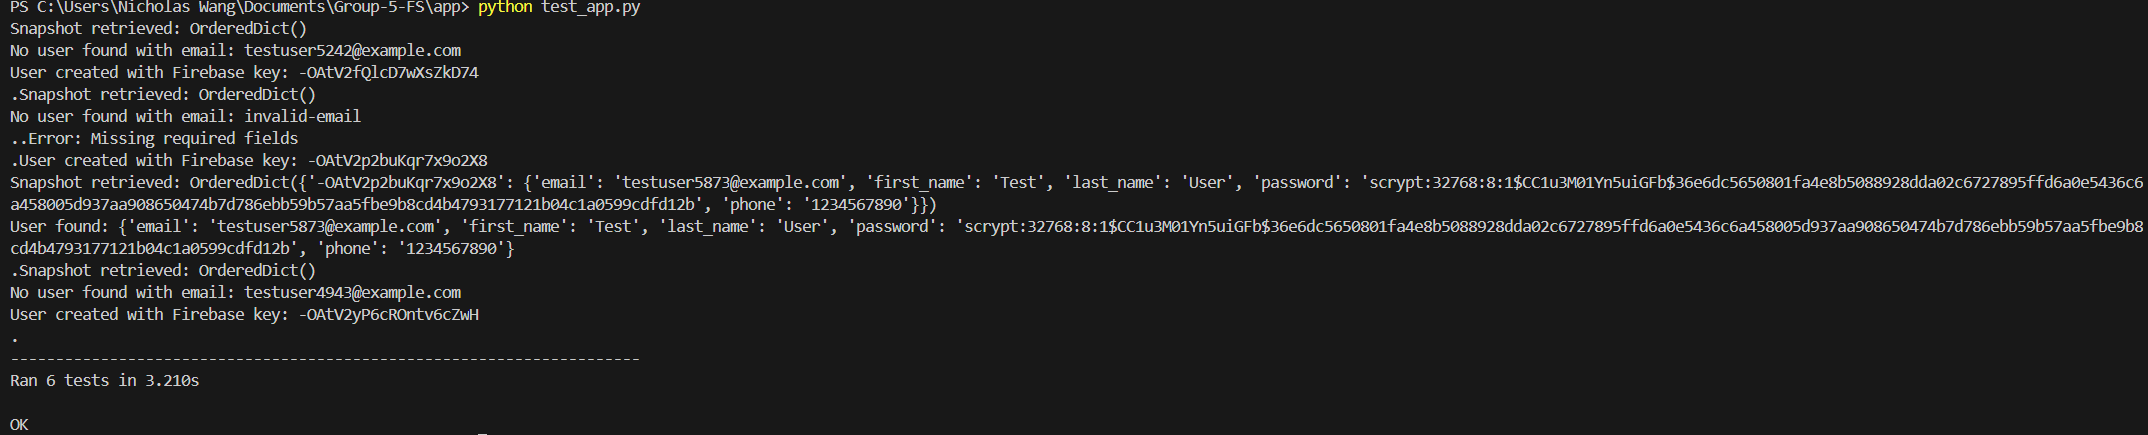 PS C:\Users\Nicholas Wang\Documents\Group-5-FS\app> python test_app.py
Snapshot retrieved: OrderedDict()
No user found with email: testuser5242@example.com
User created with Firebase key: -OAtV2fQlcD7wXsZkD74
.Snapshot retrieved: OrderedDict()
No user found with email: invalid-email
..Error: Missing required fields
.User created with Firebase key: -OAtV2p2buKqr7x9o2X8
Snapshot retrieved: OrderedDict({'-OAtV2p2buKqr7x9o2X8': {'email': 'testuser5873@example.com', 'first_name': 'Test', 'last_name': 'User', 'password': 'scrypt:32768:8:1$CC1u3M01Yn5uiGFb$36e6dc5650801fa4e8b5088928dda02c6727895ffd6a0e5436c6
a458005d937aa908650474b7d786ebb59b57aa5fbe9b8cd4b4793177121b04c1a0599cdfd12b', 'phone': '1234567890'}})
User found: {'email': 'testuser5873@example.com', 'first_name': 'Test', 'last_name': 'User', 'password': 'scrypt:32768:8:1$CC1u3M01Yn5uiGFb$36e6dc5650801fa4e8b5088928dda02c6727895ffd6a0e5436c6a458005d937aa908650474b7d786ebb59b57aa5fbe9b8
cd4b4793177121b04c1a0599cdfd12b', 'phone': '1234567890'}
.Snapshot retrieved: OrderedDict()
No user found with email: testuser4943@example.com
User created with Firebase key: -OAtV2yP6cROntv6cZwH
.
----------------------------------------------------------------------
Ran 6 tests in 3.210s
OK